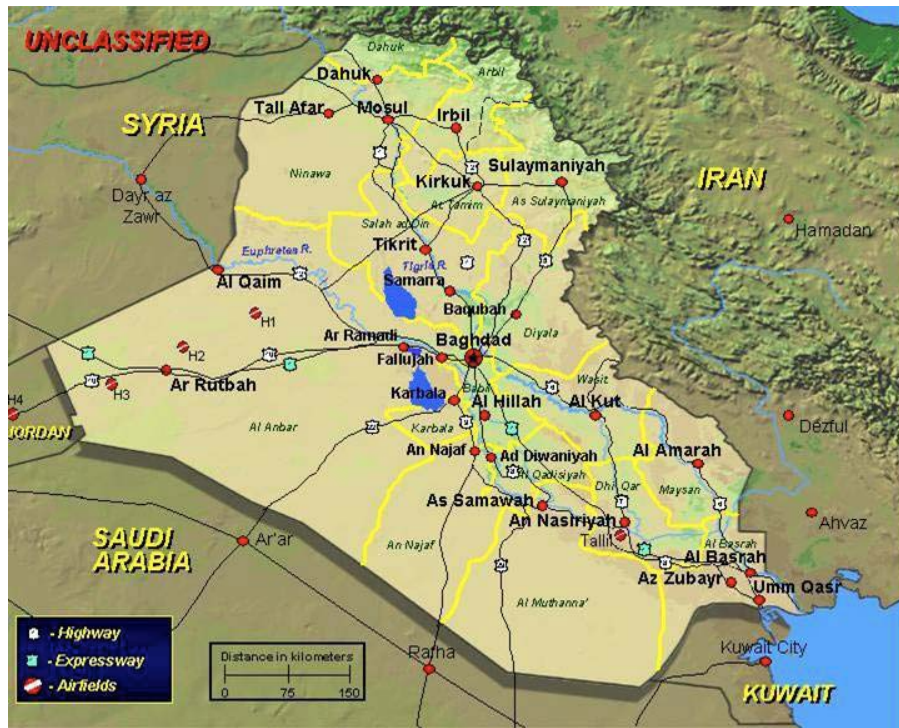 UNCLASSIFIED
Dahuk
Dahuk
Arbil
Tall Afar
Mosul
Irbil
SYRIA
Sulaymaniyah
IRAN
Ninawa
Kirkuk
Dayr az
Zawr
At Tamim
As Sulaymaniyah
Salah ad Din
Hamadan
Tikrit
Euphrates R.
Tigris R.
Al Qaim
Samarra
Baqubah
H1
Diyala
Ar Ramadi
Baghdad
H2
Fallujah
Ar Rutbah
Wasit
H3
Karbala
Babil
Al Hillah
Al Kut
H4
JORDAN
Al Anbar
Karbala
Dezful
An Najaf
Ad Diwaniyah
Al Amarah
Al Qadisiyah
Dhi Qar
Maysan
As Samawah
An Nasiriyah
Ahvaz
SAUDI
ARABIA
Ar'ar
An Najaf
Tallil
Al Basrah
Al Basrah
Az Zubayr
Umm Qasr
Al Muthanna'
- Highway
- Expressway
- Airfields
Distance in kilometers
0 75 150
Rafha
Kuwait City
KUWAIT